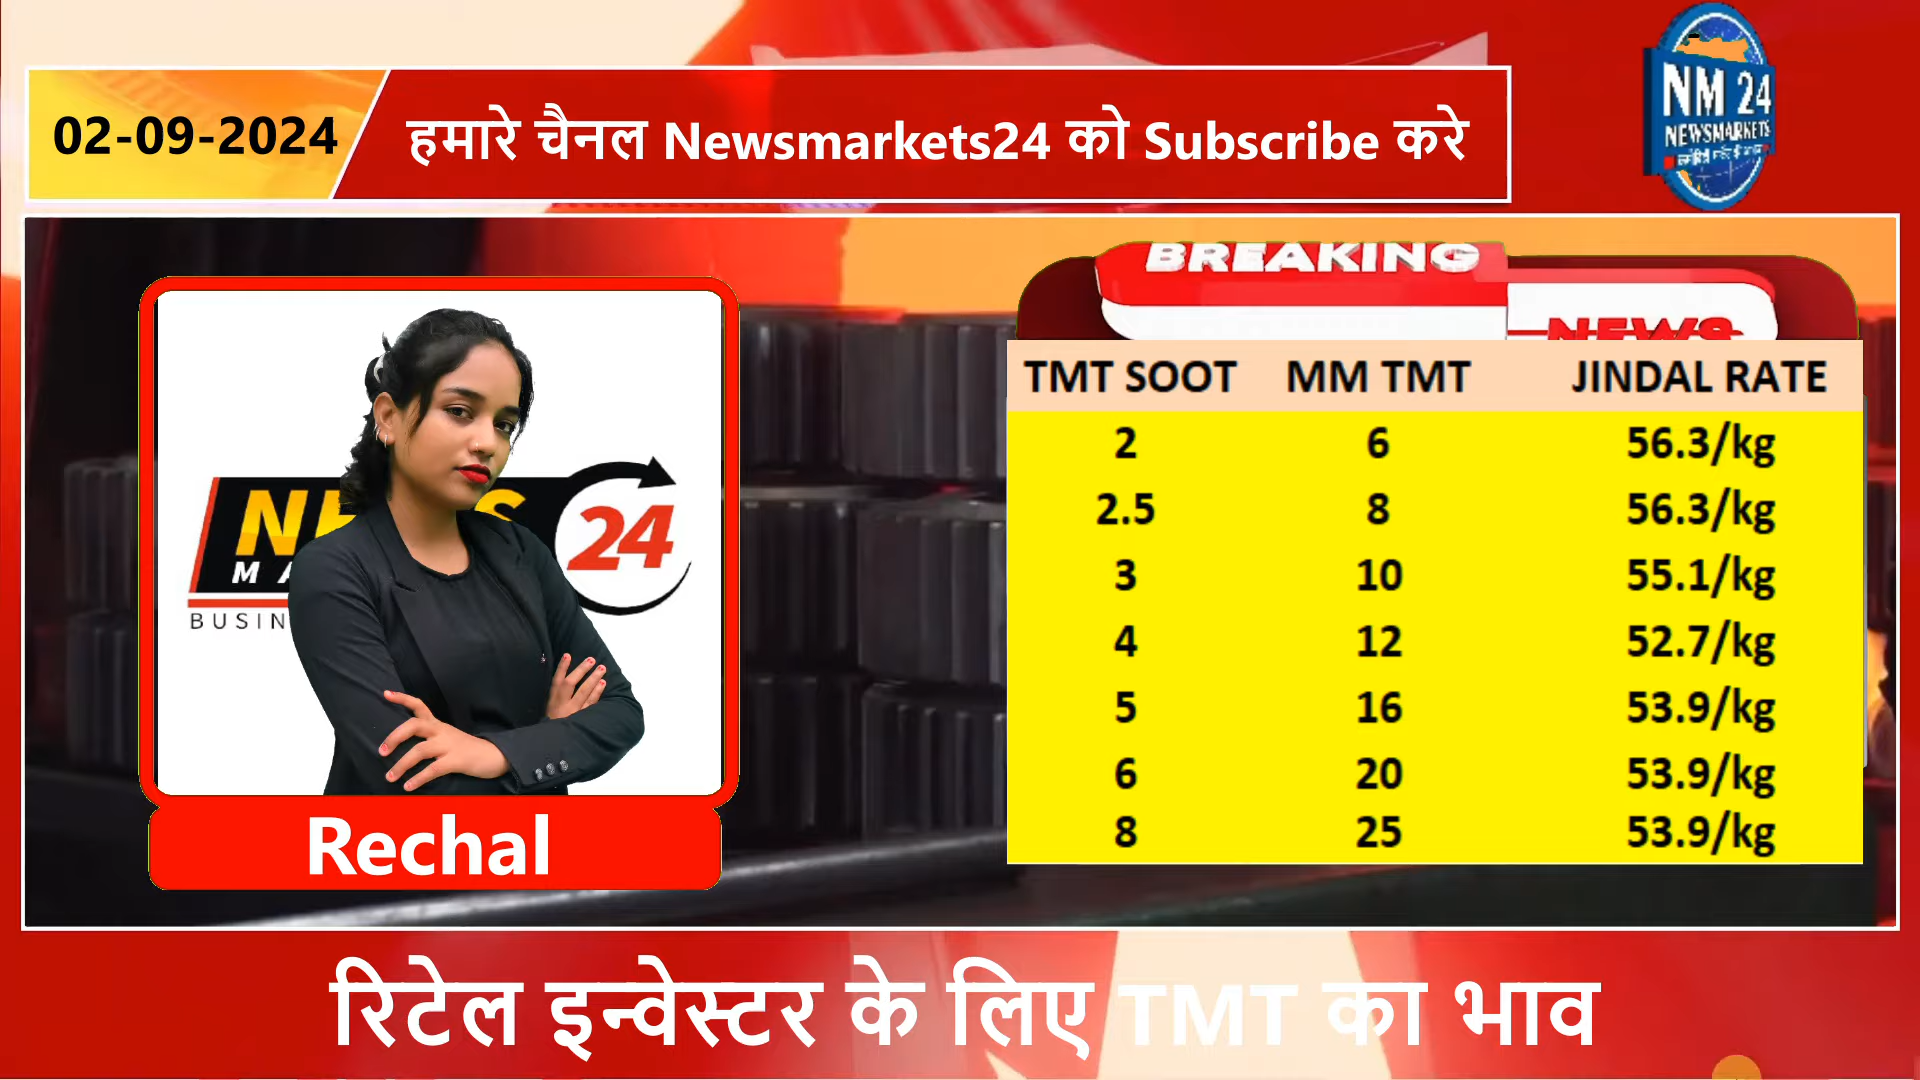 02-09-2024
हमारे चैनल Newsmarkets24 को Subscribe करे
NM 24
NEWSMARKETS
BREAKING
NEWS
24
BUSIN
Rechal
TMT SOOT MM TMT JINDAL RATE
2 6 56.3/kg
2.5 8 56.3/kg
3 10 55.1/kg
4 12 52.7/kg
5 16 53.9/kg
6 20 53.9/kg
8 25 53.9/kg
रिटेल इन्वेस्टर के लिए TMT का भाव